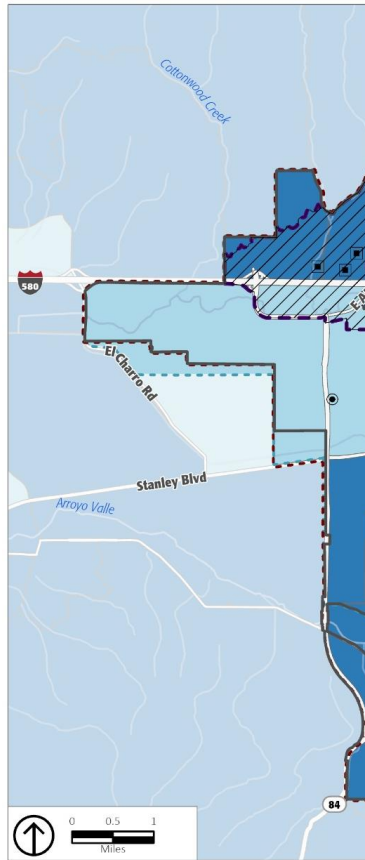 Cottonwood Creek
580
E A
El Charro Rd
Stanley Blvd
Arroyo Valle
84
0 0.5 1
Miles